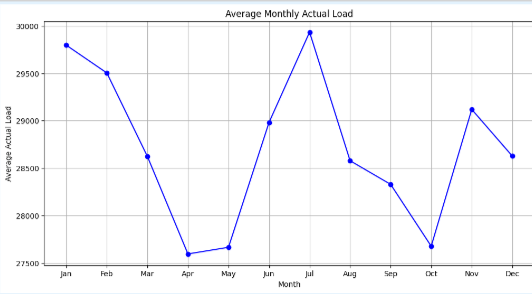 Average Monthly Actual Load
30000
29500
29000
28500
28000
27500
Average Actual Load
Jan Feb Mar Apr May Jun Jul Aug Sep Oct Nov Dec
Month